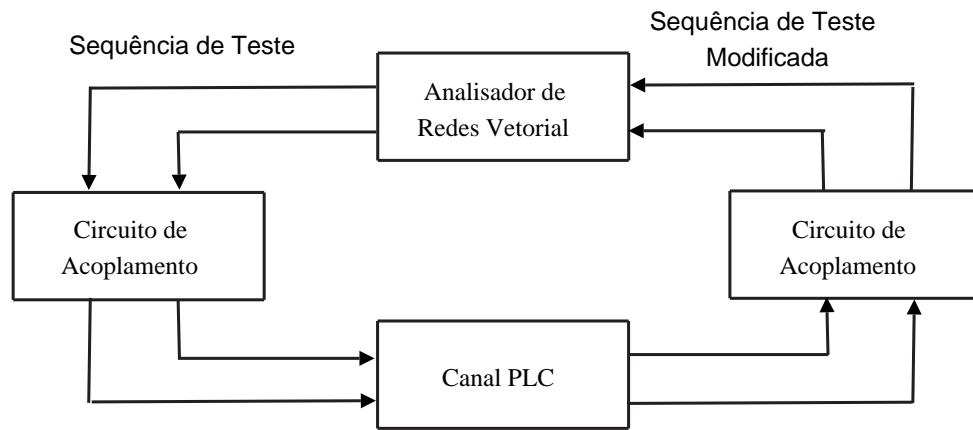 Sequência de Teste
Sequência de Teste
Modificada
Analisador de
Redes Vetorial
Circuito de
Acoplamento
Circuito de
Acoplamento
Canal PLC